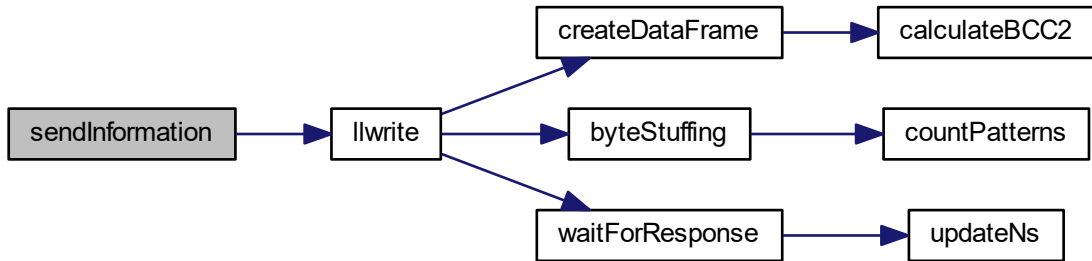 sendInformation
llwrite
createDataFrame
calculateBCC2
byteStuffing
countPatterns
waitForResponse
updateNs